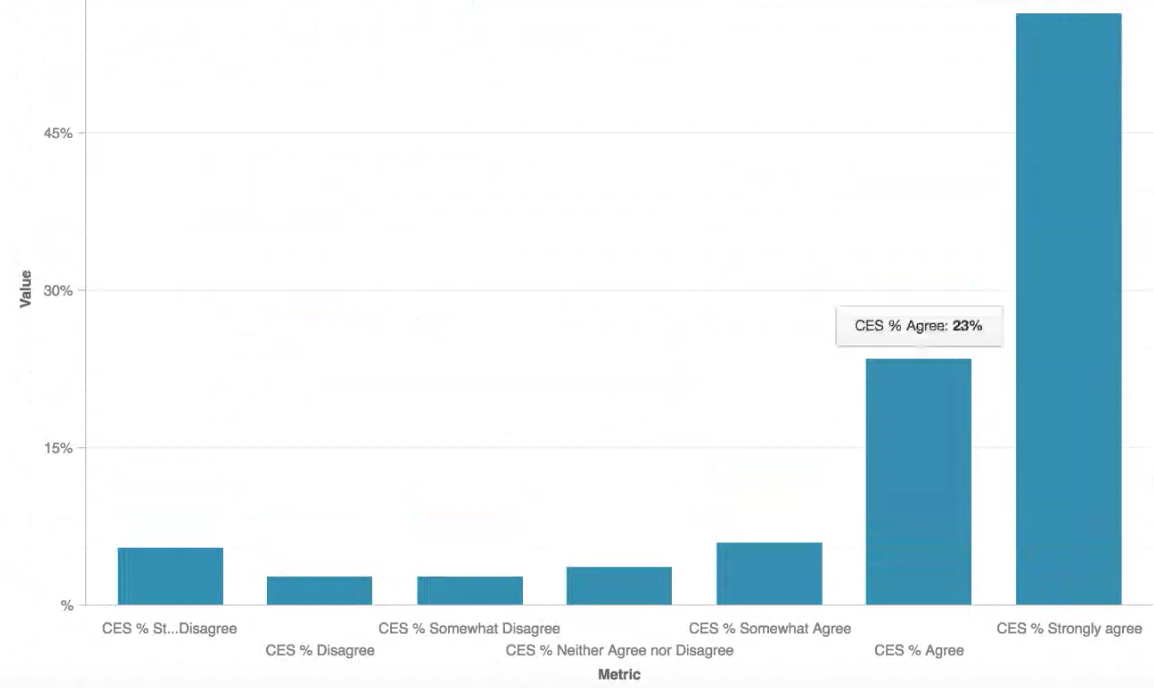 45%
Value
30%
CES % Agree: 23%
15%
%
CES % St...Disagree
CES % Somewhat Disagree
CES % Somewhat Agree
CES % Strongly agree
CES % Disagree
CES % Neither Agree nor Disagree
CES % Agree
Metric